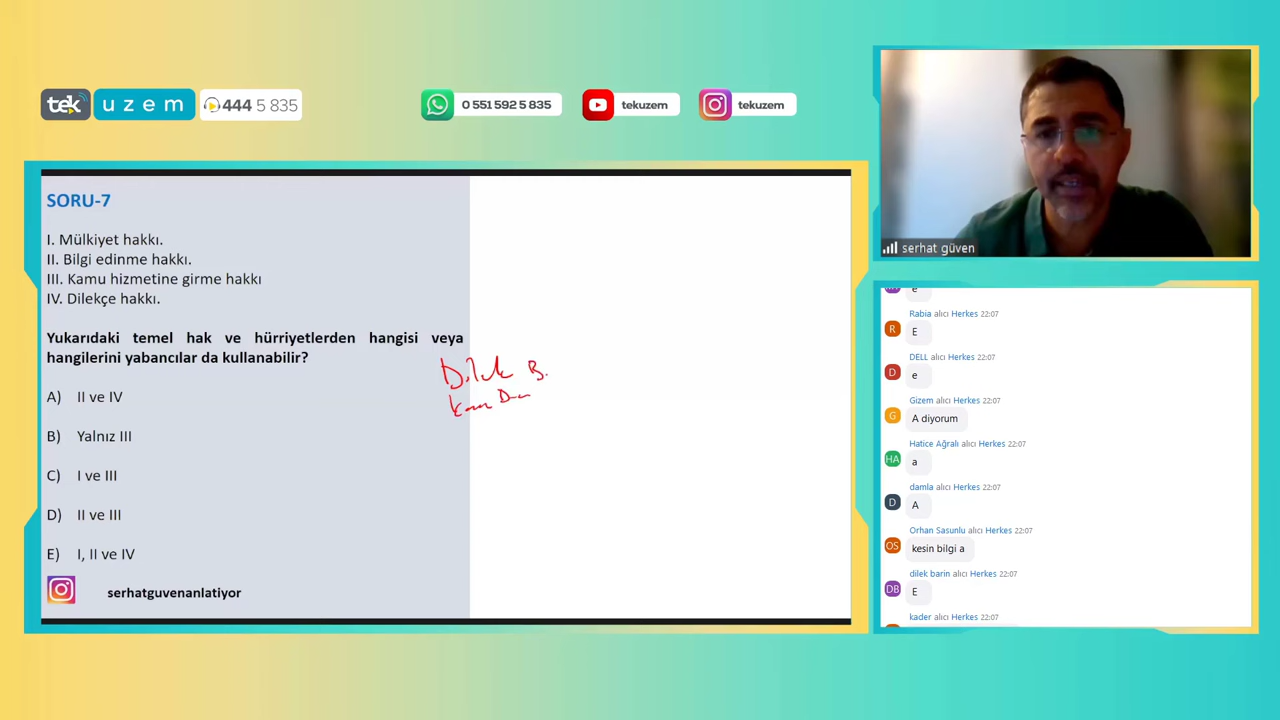 tek uzem 444 5 835
0 551 592 5 835
tekuzem
tekuzem
SORU-7
I. Mülkiyet hakkı.
II. Bilgi edinme hakkı.
III. Kamu hizmetine girme hakkı
IV. Dilekçe hakkı.
Yukarıdaki temel hak ve hürriyetlerden hangisi veya
hangilerini yabancılar da kullanabilir?
A) II ve IV
B) Yalnız III
C) I ve III
D) II ve III
E) I, II ve IV
serhatguvenanlatiyor
Dilek B.
serhat güven
e
Rabia alıcı Herkes 22:07
R E
DELL alıcı Herkes 22:07
D e
Gizem alıcı Herkes 22:07
G A diyorum
Hatice Ağralı alıcı Herkes 22:07
HA a
damla alıcı Herkes 22:07
D A
Orhan Sasunlu alıcı Herkes 22:07
OS kesin bilgi a
dilek barin alıcı Herkes 22:07
DB E
kader alıcı Herkes 22:07